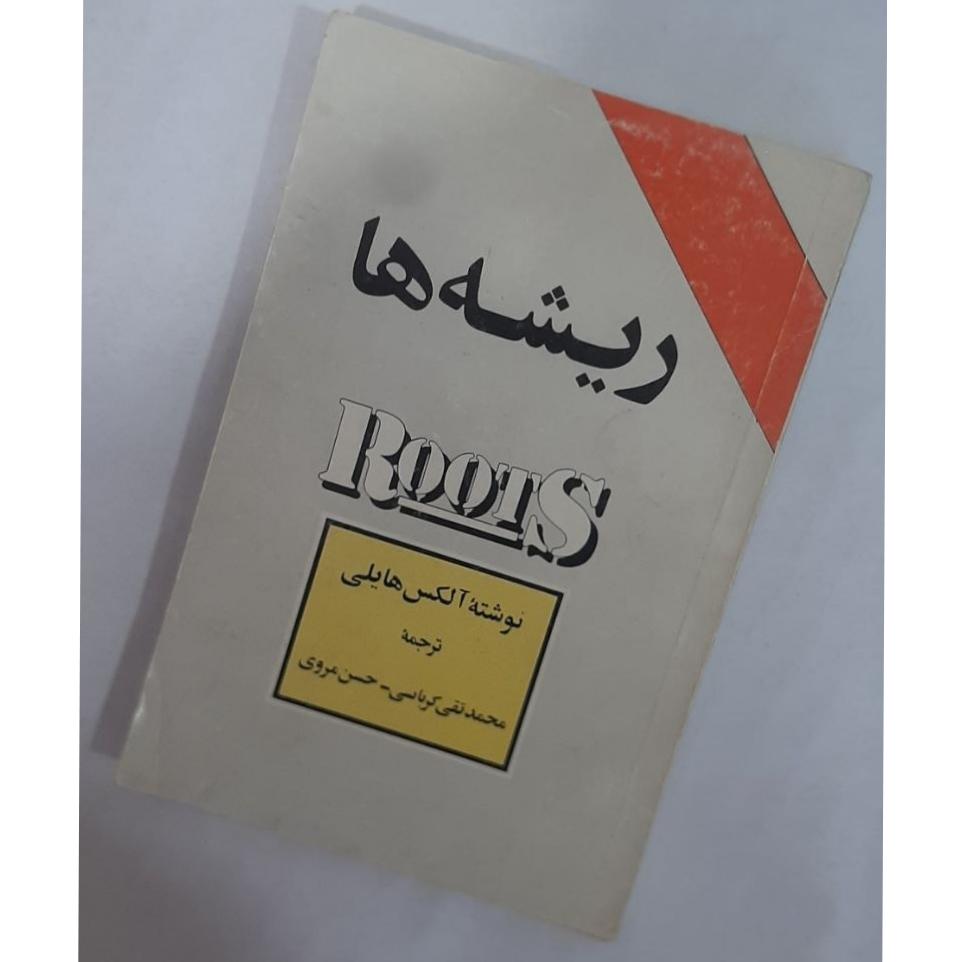 ریشه‌ها
ROOTS
نوشتهٔ آلکس هایلی
ترجمهٔ
محمدتقی کرباسی - حسن مروی